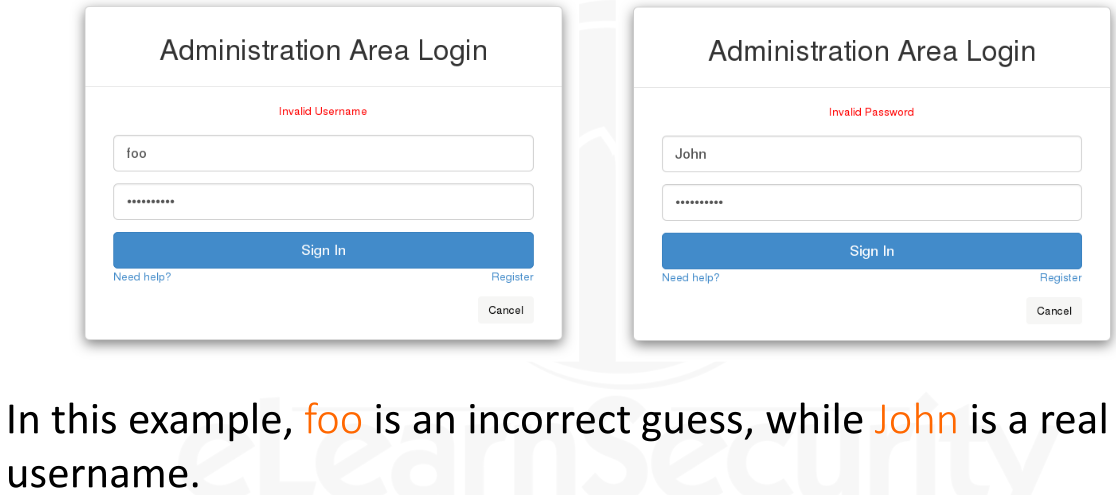 Administration Area Login
Invalid Username
foo
Sign In
Need help? Register
Cancel
Administration Area Login
Invalid Password
John
Sign In
Need help? Register
Cancel
In this example, foo is an incorrect guess, while John is a real
username.
eLearnSecurity